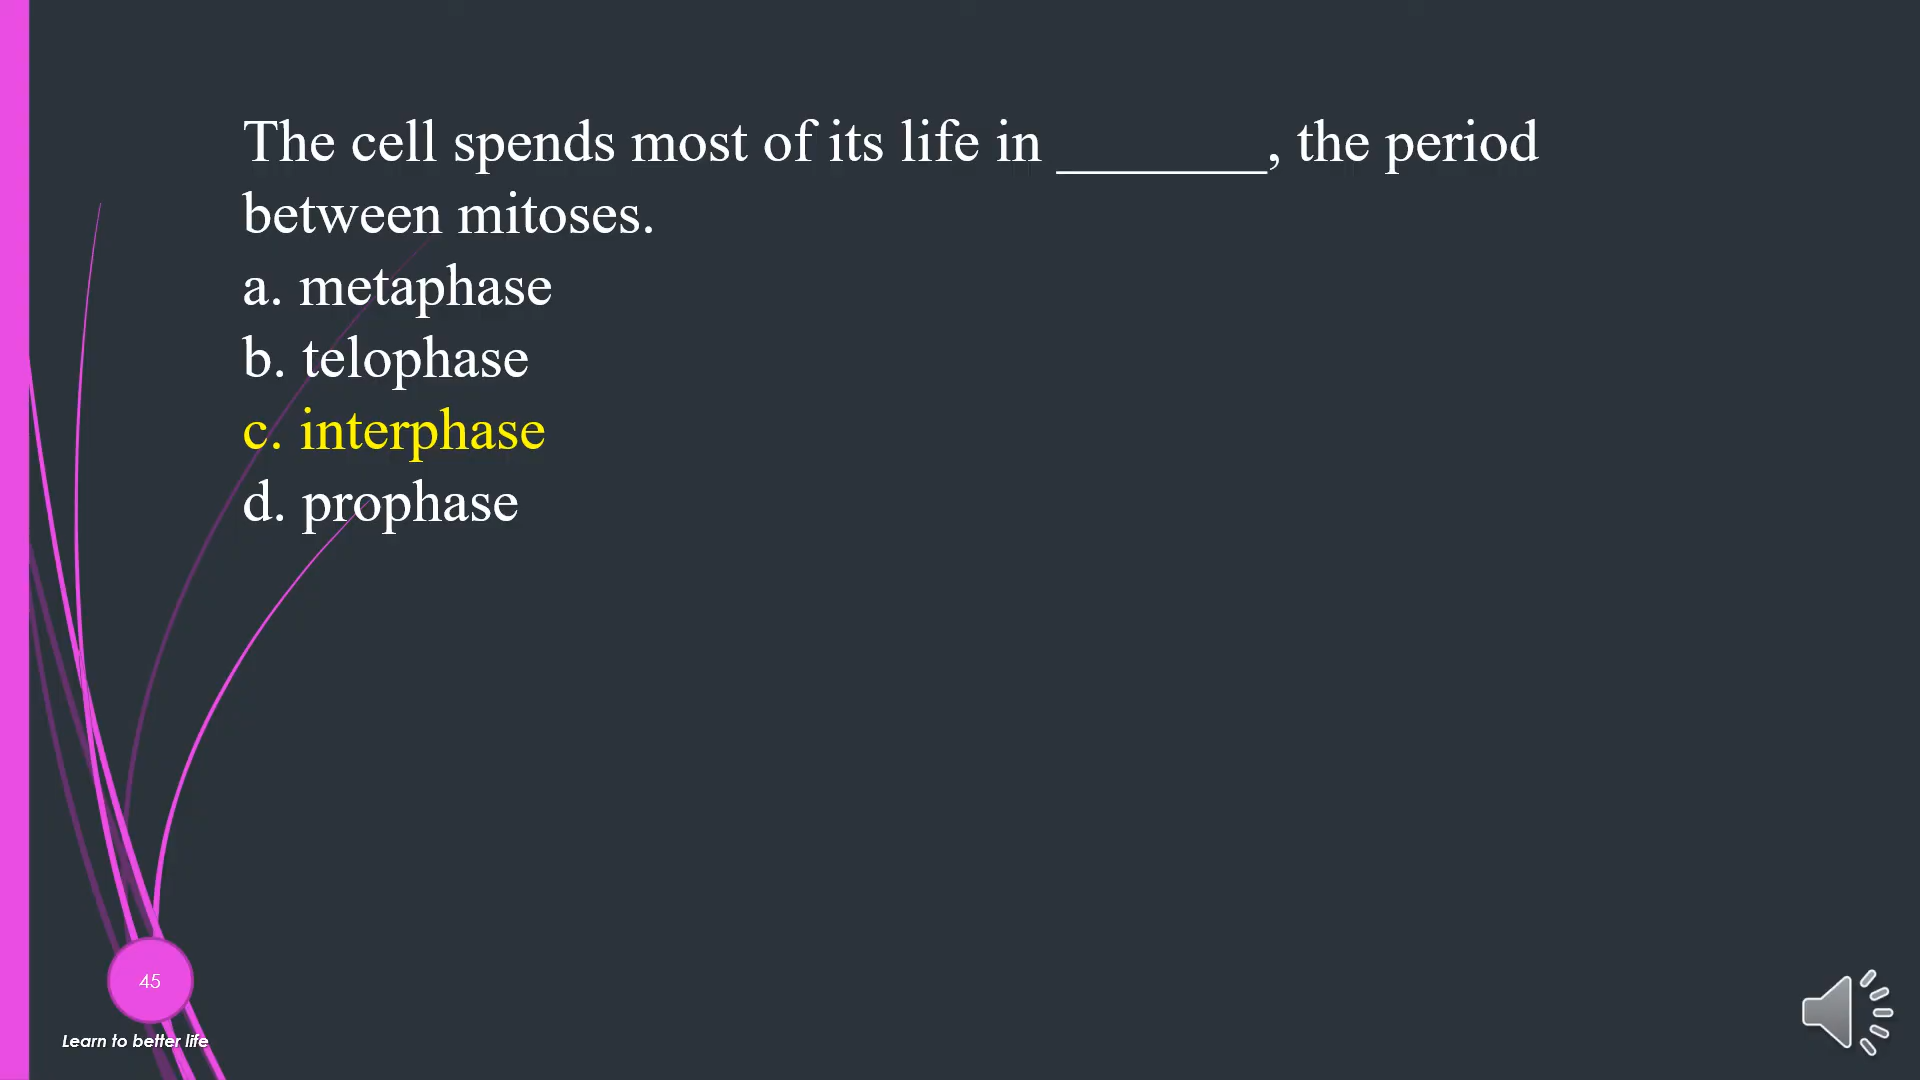 The cell spends most of its life in ________, the period
between mitoses.
a. metaphase
b. telophase
c. interphase
d. prophase
45
Learn to better life